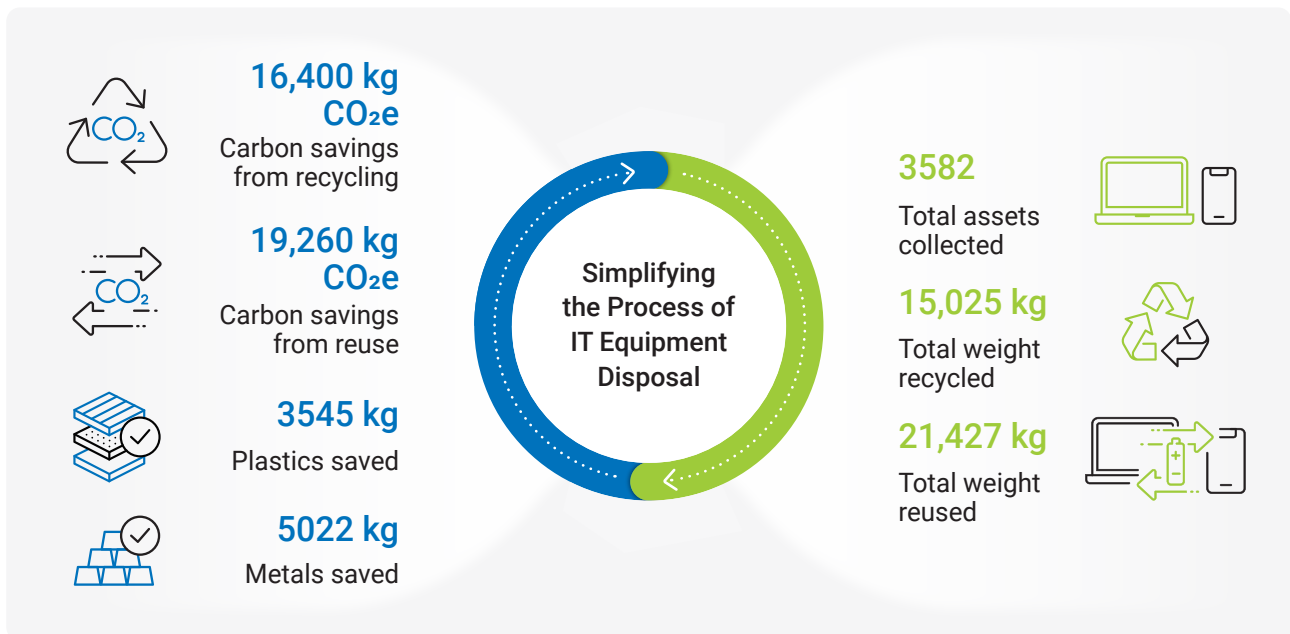 16,400 kg
CO₂e
Carbon savings
from recycling
19,260 kg
CO₂e
Carbon savings
from reuse
3545 kg
Plastics saved
5022 kg
Metals saved
CO₂
CO₂
Simplifying
the Process of
IT Equipment
Disposal
3582
Total assets
collected
15,025 kg
Total weight
recycled
21,427 kg
Total weight
reused